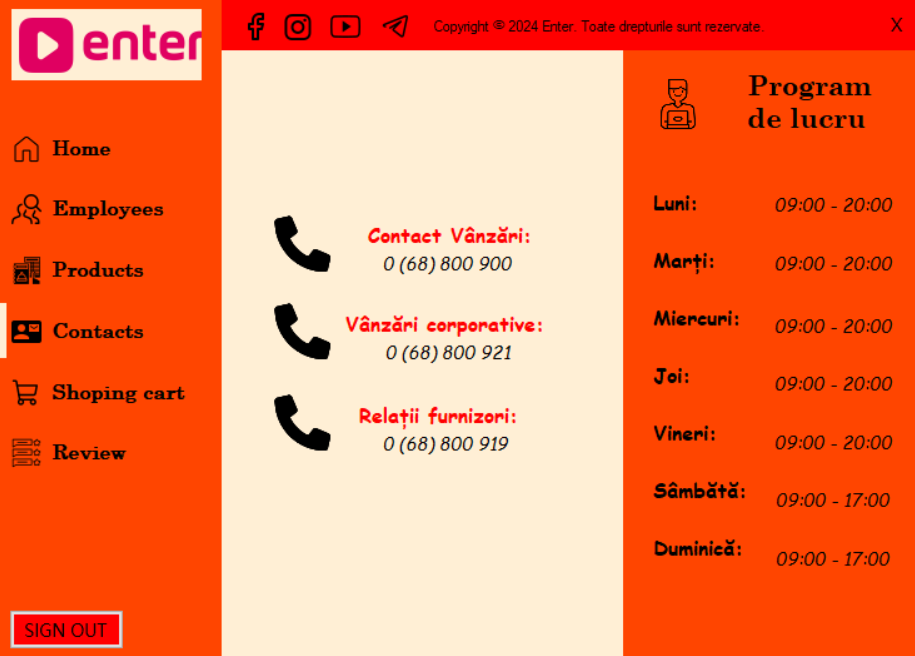 enter
Copyright © 2024 Enter. Toate drepturile sunt rezervate.
X
Home
Employees
Products
Contacts
Shoping cart
Review
SIGN OUT
Contact Vânzări:
0 (68) 800 900
Vânzări corporative:
0 (68) 800 921
Relații furnizori:
0 (68) 800 919
Program
de lucru
Luni: 09:00 - 20:00
Marți: 09:00 - 20:00
Miercuri: 09:00 - 20:00
Joi: 09:00 - 20:00
Vineri: 09:00 - 20:00
Sâmbătă: 09:00 - 17:00
Duminică: 09:00 - 17:00